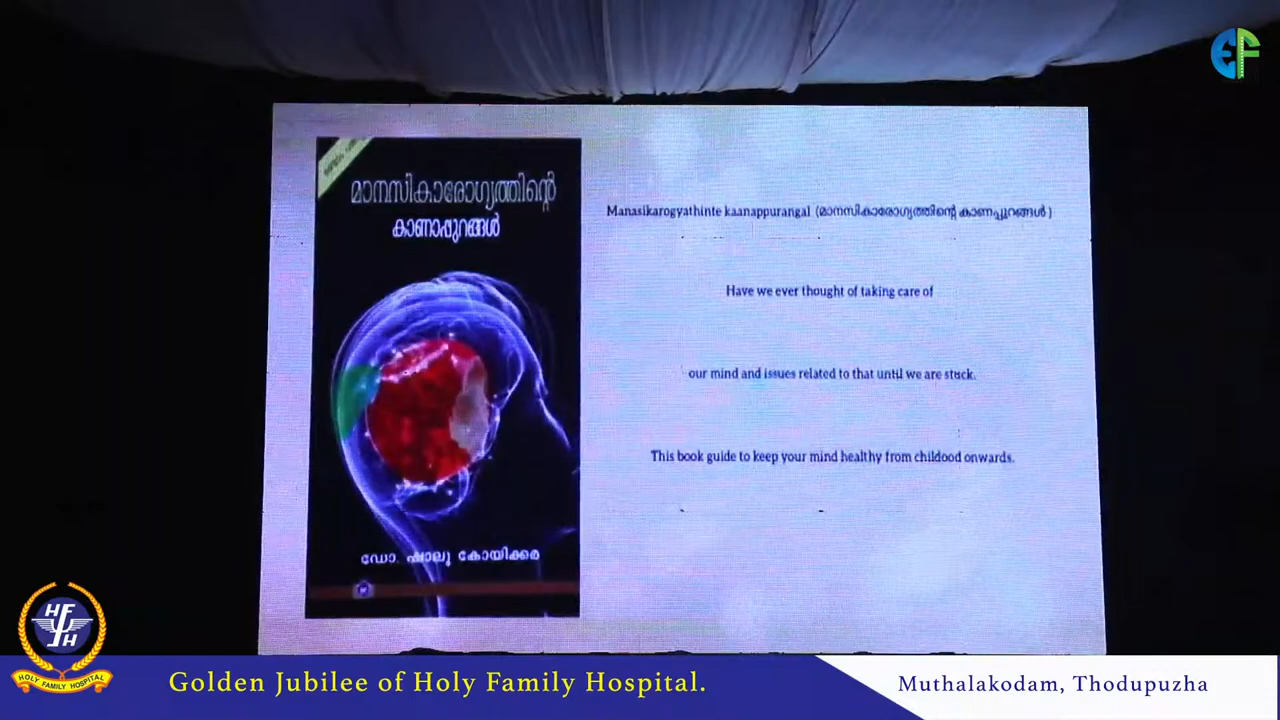 EF
മാനസികാരോഗ്യത്തിന്റെ
കാണാപ്പുറങ്ങൾ
ഡോ. ഷാലു കോയിക്കര
Manasikarogyathinte kaanappurangal (മാനസികാരോഗ്യത്തിന്റെ കാണപ്പുറങ്ങൾ )
Have we ever thought of taking care of
our mind and issues related to that until we are stuck.
This book guide to keep your mind healthy from childood onwards.
HFH
HOLY FAMILY HOSPITAL
Golden Jubilee of Holy Family Hospital.
Muthalakodam, Thodupuzha